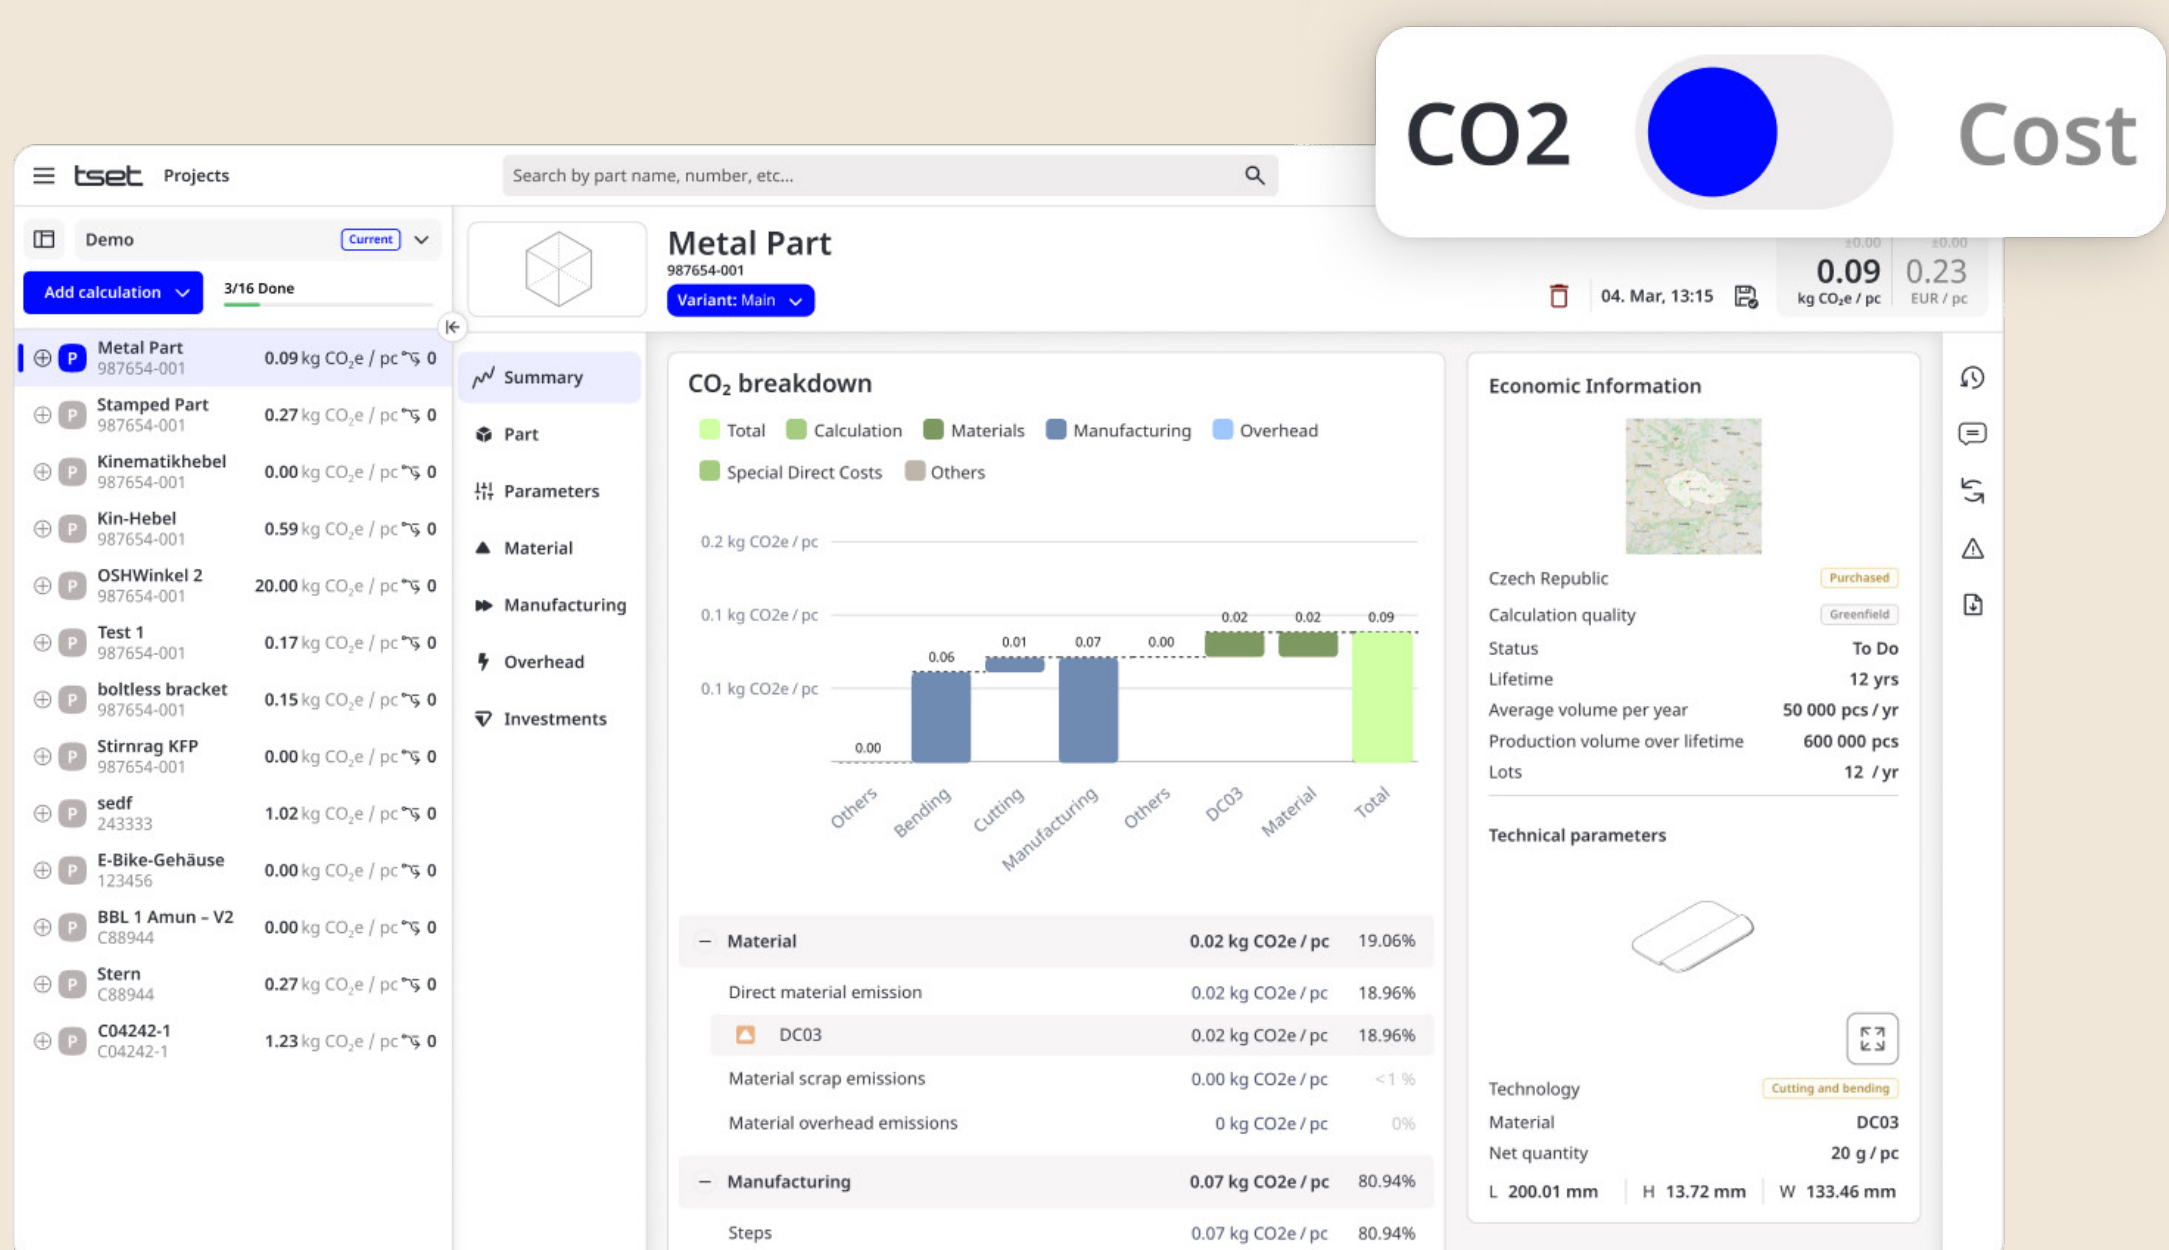 CO2 Cost
tset Projects
Search by part name, number, etc...
Demo Current
Add calculation 3/16 Done
Metal Part
987654-001
0.09 kg CO₂e / pc 0
Stamped Part
987654-001
0.27 kg CO₂e / pc 0
Kinematikhebel
987654-001
0.00 kg CO₂e / pc 0
Kin-Hebel
987654-001
0.59 kg CO₂e / pc 0
OSHWinkel 2
987654-001
20.00 kg CO₂e / pc 0
Test 1
987654-001
0.17 kg CO₂e / pc 0
boltless bracket
987654-001
0.15 kg CO₂e / pc 0
Stirnrag KFP
987654-001
0.00 kg CO₂e / pc 0
sedf
243333
1.02 kg CO₂e / pc 0
E-Bike-Gehäuse
123456
0.00 kg CO₂e / pc 0
BBL 1 Amun – V2
C88944
0.00 kg CO₂e / pc 0
Stern
C88944
0.27 kg CO₂e / pc 0
C04242-1
C04242-1
1.23 kg CO₂e / pc 0
Metal Part
987654-001
Variant: Main
04. Mar, 13:15
±0.00 ±0.00
0.09 0.23
kg CO₂e / pc EUR / pc
Summary
Part
Parameters
Material
Manufacturing
Overhead
Investments
CO₂ breakdown
Total Calculation Materials Manufacturing Overhead
Special Direct Costs Others
0.2 kg CO2e / pc
0.1 kg CO2e / pc
0.1 kg CO2e / pc
0.00 0.06 0.01 0.07 0.00 0.02 0.02 0.09
Others Bending Cutting Manufacturing Others DC03 Material Total
Material 0.02 kg CO2e / pc 19.06%
Direct material emission 0.02 kg CO2e / pc 18.96%
DC03 0.02 kg CO2e / pc 18.96%
Material scrap emissions 0.00 kg CO2e / pc <1 %
Material overhead emissions 0 kg CO2e / pc 0%
Manufacturing 0.07 kg CO2e / pc 80.94%
Steps 0.07 kg CO2e / pc 80.94%
Economic Information
Czech Republic Purchased
Calculation quality Greenfield
Status To Do
Lifetime 12 yrs
Average volume per year 50 000 pcs / yr
Production volume over lifetime 600 000 pcs
Lots 12 / yr
Technical parameters
Technology Cutting and bending
Material DC03
Net quantity 20 g / pc
L 200.01 mm H 13.72 mm W 133.46 mm